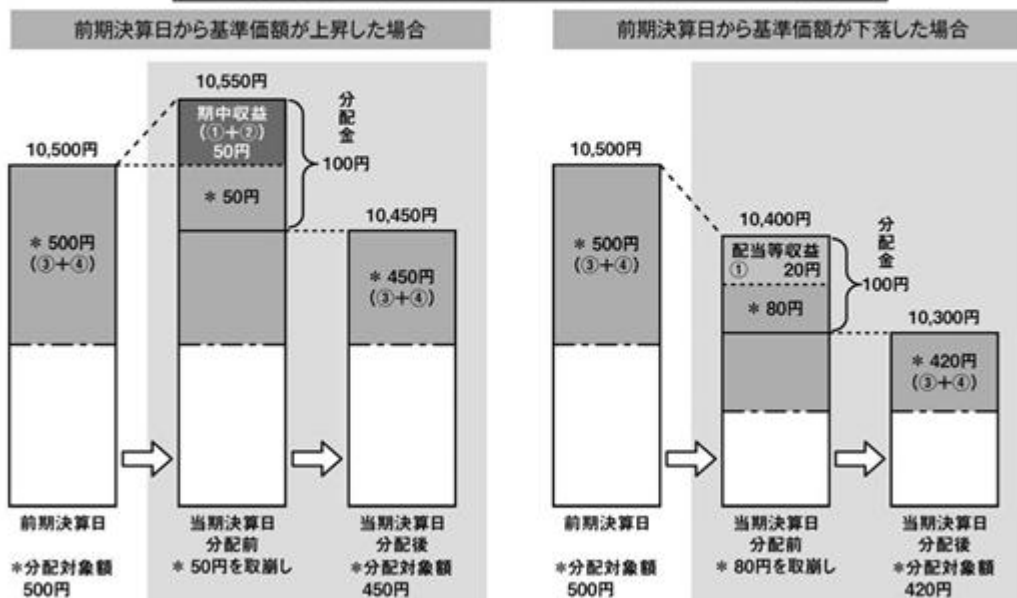 前期決算日から基準価額が上昇した場合
10,550円
期中収益
(①+②)
50円
分配金
100円
10,500円
＊50円
10,450円
＊500円
(③+④)
＊450円
(③+④)
前期決算日
当期決算日
分配前
当期決算日
分配後
＊分配対象額
500円
＊50円を取崩し
＊分配対象額
450円
前期決算日から基準価額が下落した場合
10,500円
10,400円
分配金
配当等収益
① 20円
100円
＊500円
(③+④)
＊80円
10,300円
＊420円
(③+④)
前期決算日
当期決算日
分配前
当期決算日
分配後
＊分配対象額
500円
＊80円を取崩し
＊分配対象額
420円